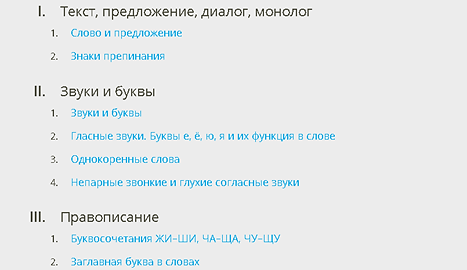 I. Текст, предложение, диалог, монолог
1. Слово и предложение
2. Знаки препинания
II. Звуки и буквы
1. Звуки и буквы
2. Гласные звуки. Буквы е, ё, ю, я и их функция в слове
3. Однокоренные слова
4. Непарные звонкие и глухие согласные звуки
III. Правописание
1. Буквосочетания ЖИ–ШИ, ЧА–ЩА, ЧУ–ЩУ
2. Заглавная буква в словах